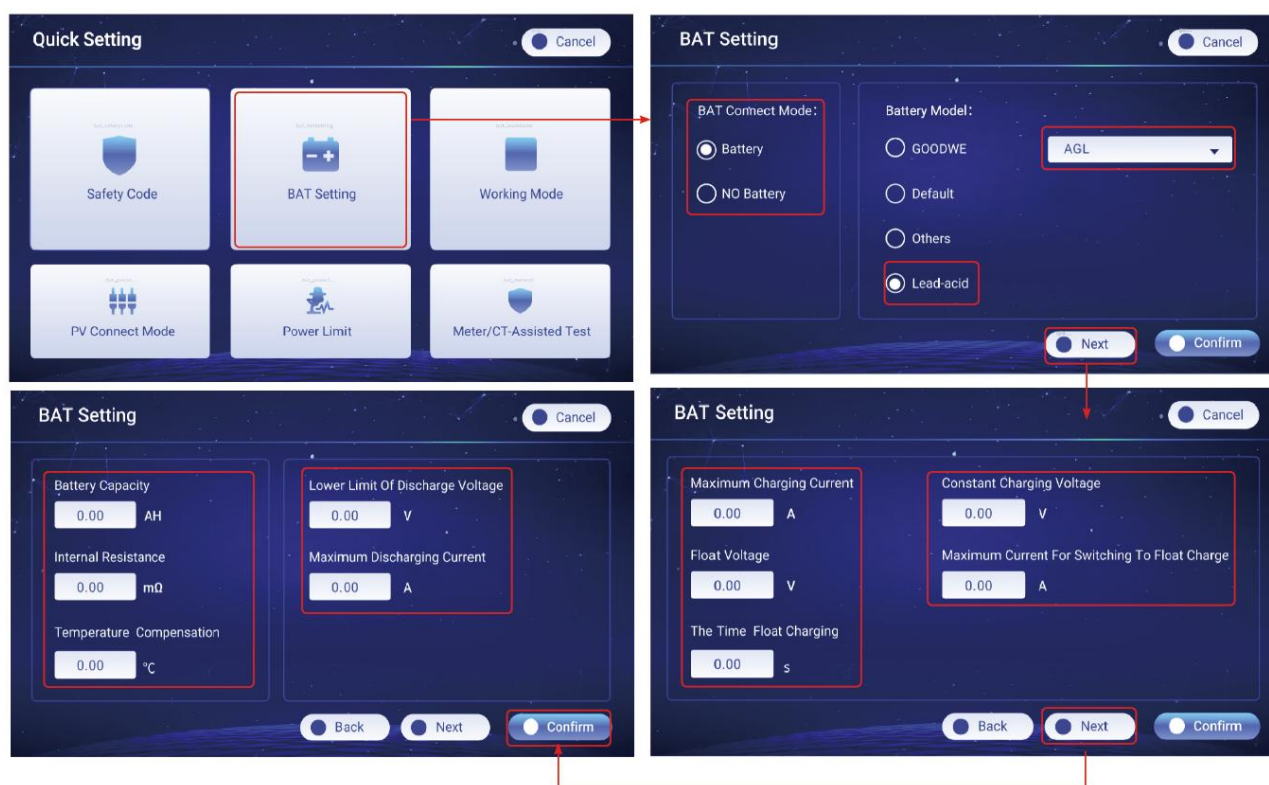 Quick Setting
Cancel
Safety Code
BAT Setting
Working Mode
PV Connect Mode
Power Limit
Meter/CT-Assisted Test
BAT Setting
Cancel
BAT Connect Mode:
Battery
NO Battery
Battery Model:
GOODWE
AGL
Default
Others
Lead-acid
Next
Confirm
BAT Setting
Cancel
Maximum Charging Current
0.00 A
Float Voltage
0.00 V
The Time Float Charging
0.00 s
Constant Charging Voltage
0.00 V
Maximum Current For Switching To Float Charge
0.00 A
Back
Next
Confirm
BAT Setting
Cancel
Battery Capacity
0.00 AH
Internal Resistance
0.00 mΩ
Temperature Compensation
0.00 °C
Lower Limit Of Discharge Voltage
0.00 V
Maximum Discharging Current
0.00 A
Back
Next
Confirm